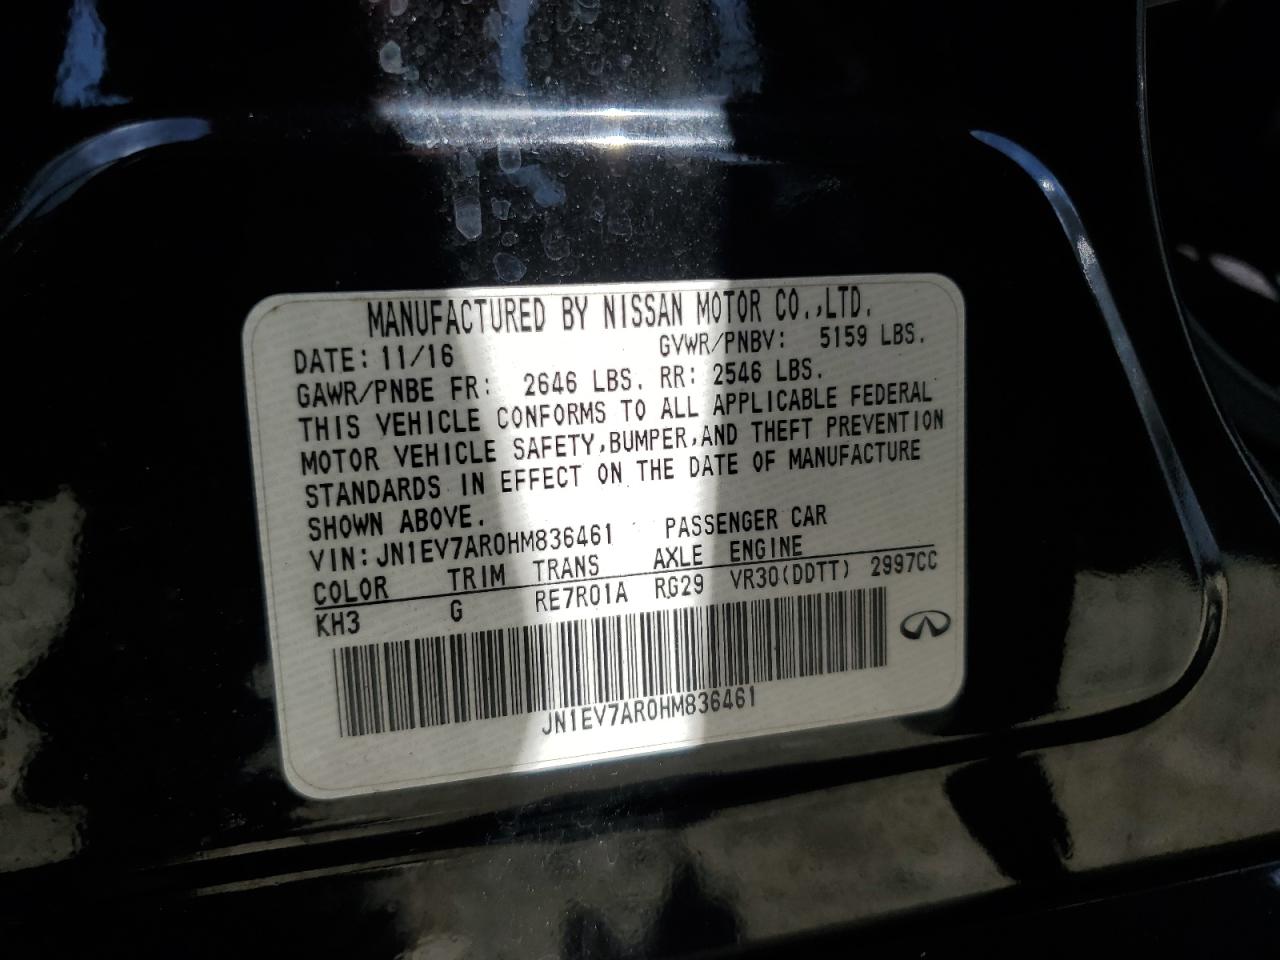 MANUFACTURED BY NISSAN MOTOR CO.,LTD.
DATE: 11/16 GVWR/PNBV: 5159 LBS.
GAWR/PNBE FR: 2646 LBS. RR: 2546 LBS.
THIS VEHICLE CONFORMS TO ALL APPLICABLE FEDERAL
MOTOR VEHICLE SAFETY,BUMPER,AND THEFT PREVENTION
STANDARDS IN EFFECT ON THE DATE OF MANUFACTURE
SHOWN ABOVE.
VIN: JN1EV7AR0HM836461 PASSENGER CAR
COLOR TRIM TRANS AXLE ENGINE
KH3 G RE7R01A RG29 VR30(DDTT) 2997CC
JN1EV7AR0HM836461